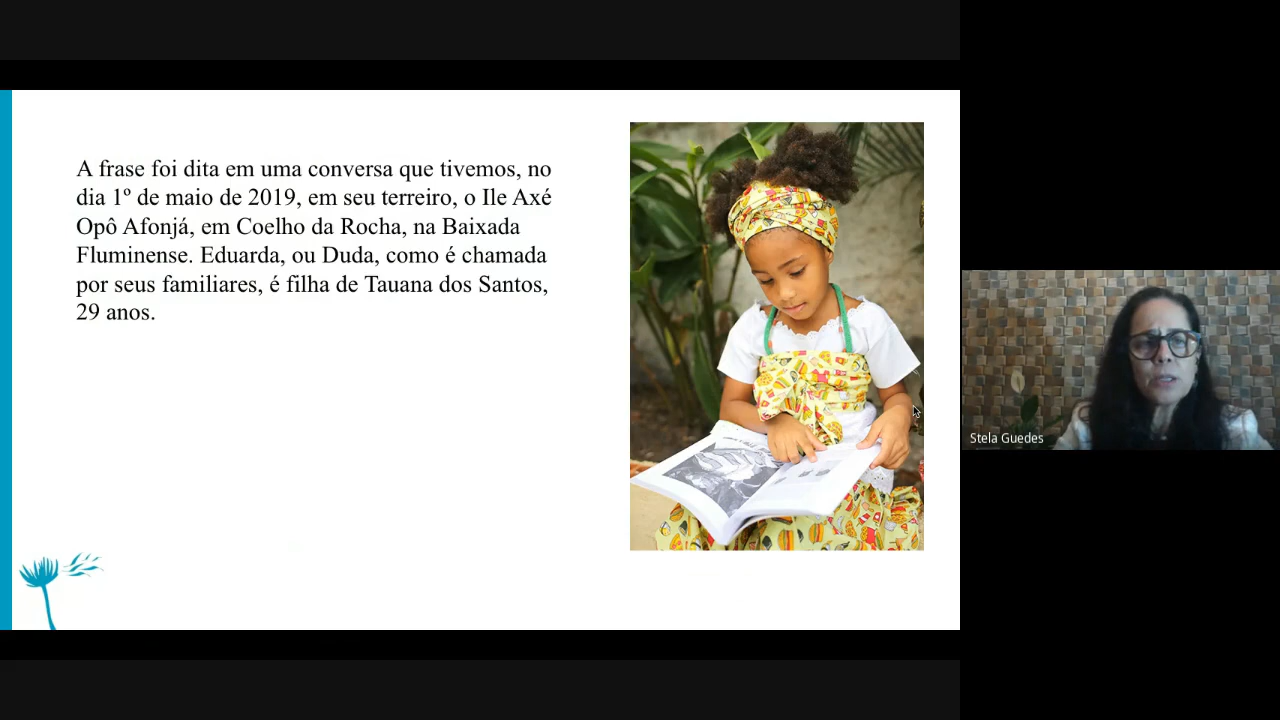 A frase foi dita em uma conversa que tivemos, no
dia 1º de maio de 2019, em seu terreiro, o Ile Axé
Opô Afonjá, em Coelho da Rocha, na Baixada
Fluminense. Eduarda, ou Duda, como é chamada
por seus familiares, é filha de Tauana dos Santos,
29 anos.
Stela Guedes